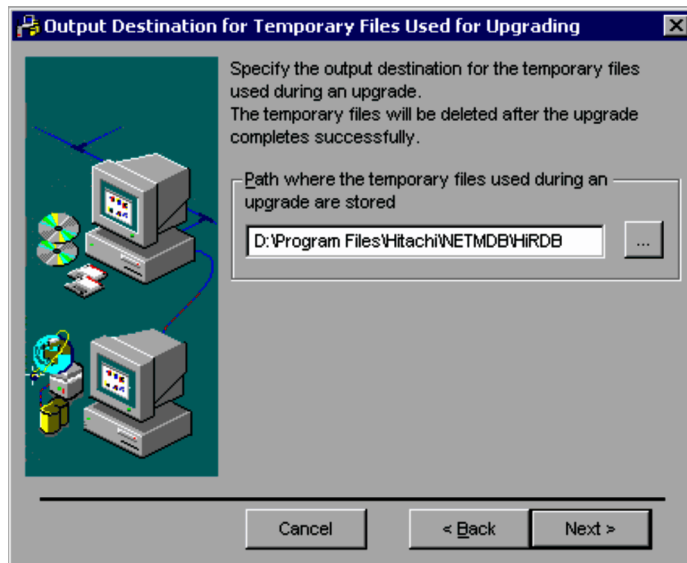 Output Destination for Temporary Files Used for Upgrading
Specify the output destination for the temporary files
used during an upgrade.
The temporary files will be deleted after the upgrade
completes successfully.
Path where the temporary files used during an
upgrade are stored
D:\Program Files\Hitachi\NETMDB\HiRDB
...
Cancel
< Back
Next >